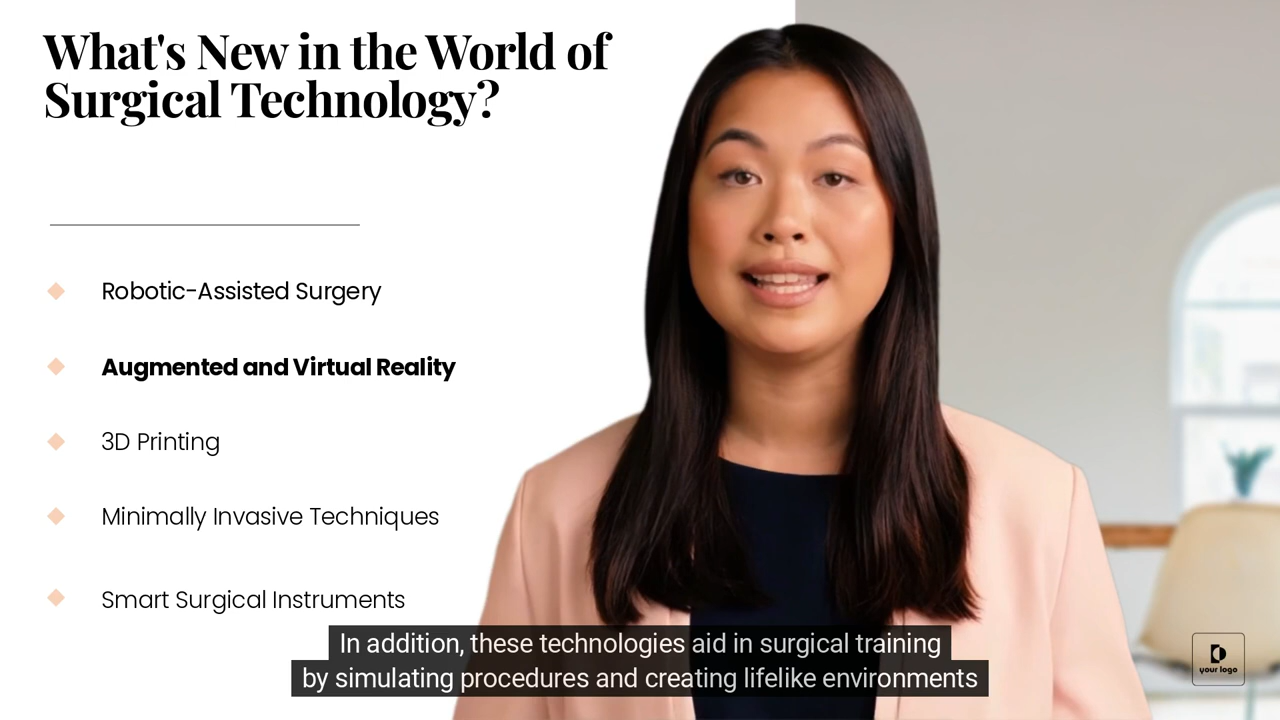 What's New in the World of
Surgical Technology?
Robotic-Assisted Surgery
Augmented and Virtual Reality
3D Printing
Minimally Invasive Techniques
Smart Surgical Instruments
In addition, these technologies aid in surgical training
by simulating procedures and creating lifelike environments
your logo